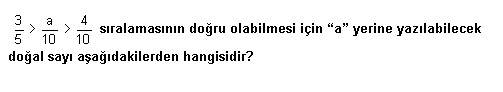 3/5 > a/10 > 4/10 sıralamasının doğru olabilmesi için “a” yerine yazılabilecek
doğal sayı aşağıdakilerden hangisidir?